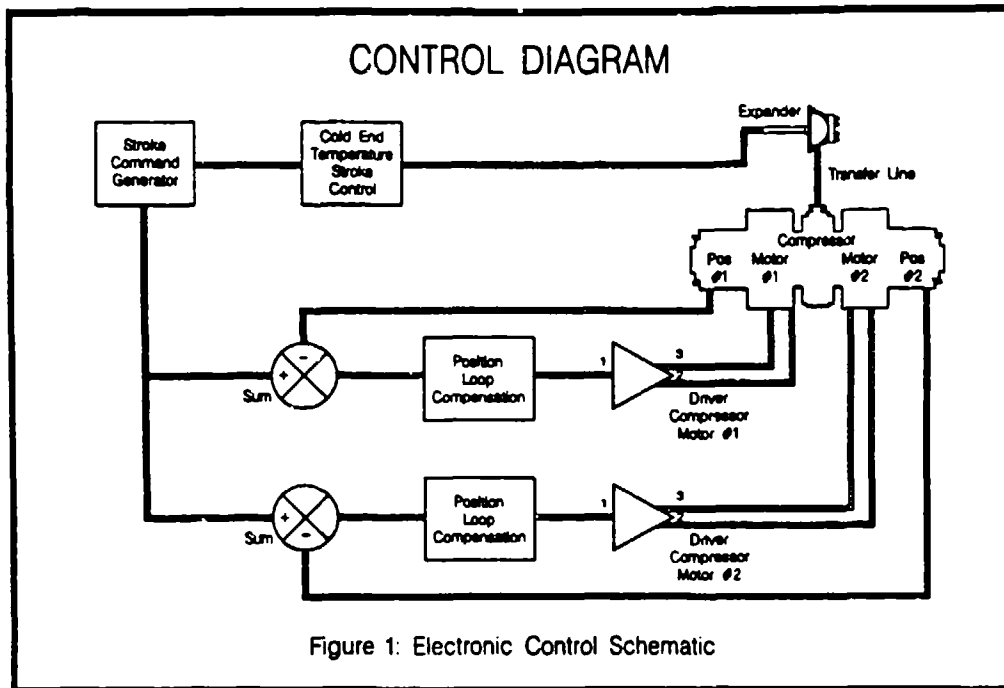 CONTROL DIAGRAM
Expander
Stroke
Command
Generator
Cold End
Temperature
Stroke
Control
Transfer Line
Compressor
Pos
#1
Motor
#1
Motor
#2
Pos
#2
-
+
Sum
Position
Loop
Compensation
1
3
2
Driver
Compressor
Motor #1
+
-
Sum
Position
Loop
Compensation
1
3
2
Driver
Compressor
Motor #2
Figure 1: Electronic Control Schematic